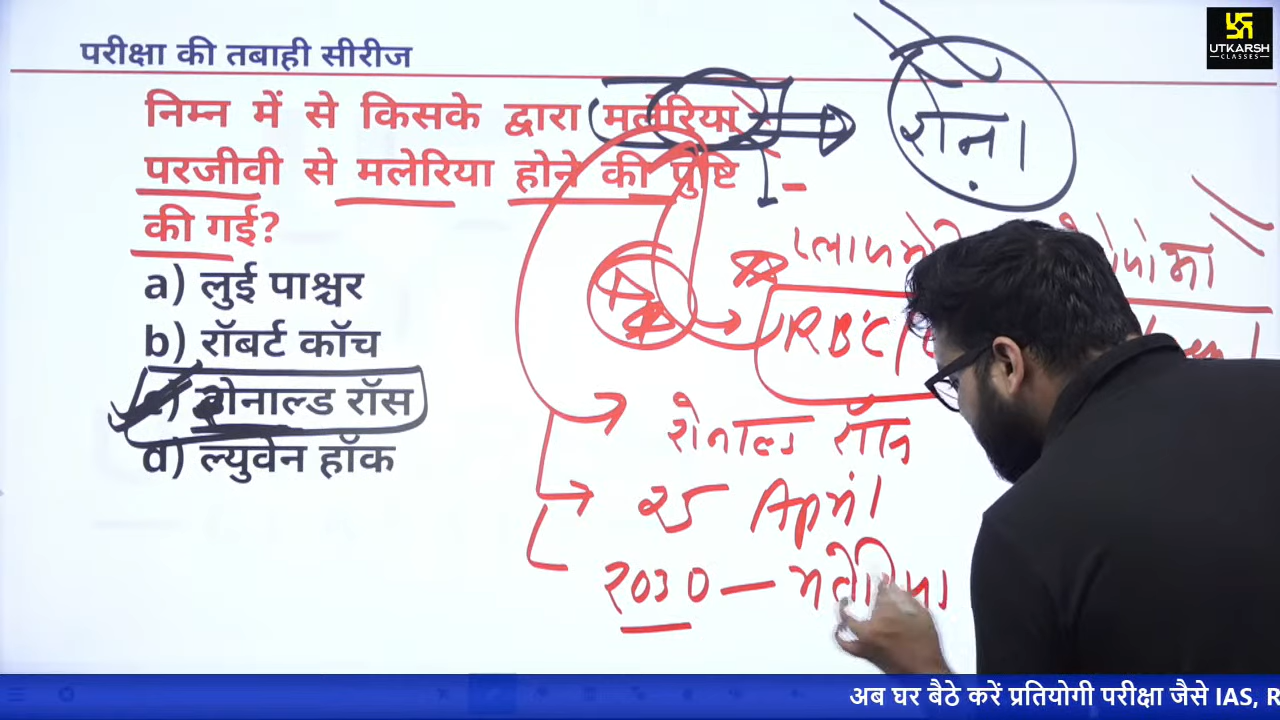 परीक्षा की तबाही सीरीज
UTKARSH
CLASSES
निम्न में से किसके द्वारा मलेरिया
परजीवी से मलेरिया होने की पुष्टि
की गई?
a) लुई पाश्चर
b) रॉबर्ट कॉच
c) रोनाल्ड रॉस
d) ल्युवेन हॉक
RBC/
रोनाल्ड रॉस
25 April
2030 — मलेरिया
अब घर बैठे करें प्रतियोगी परीक्षा जैसे IAS, R